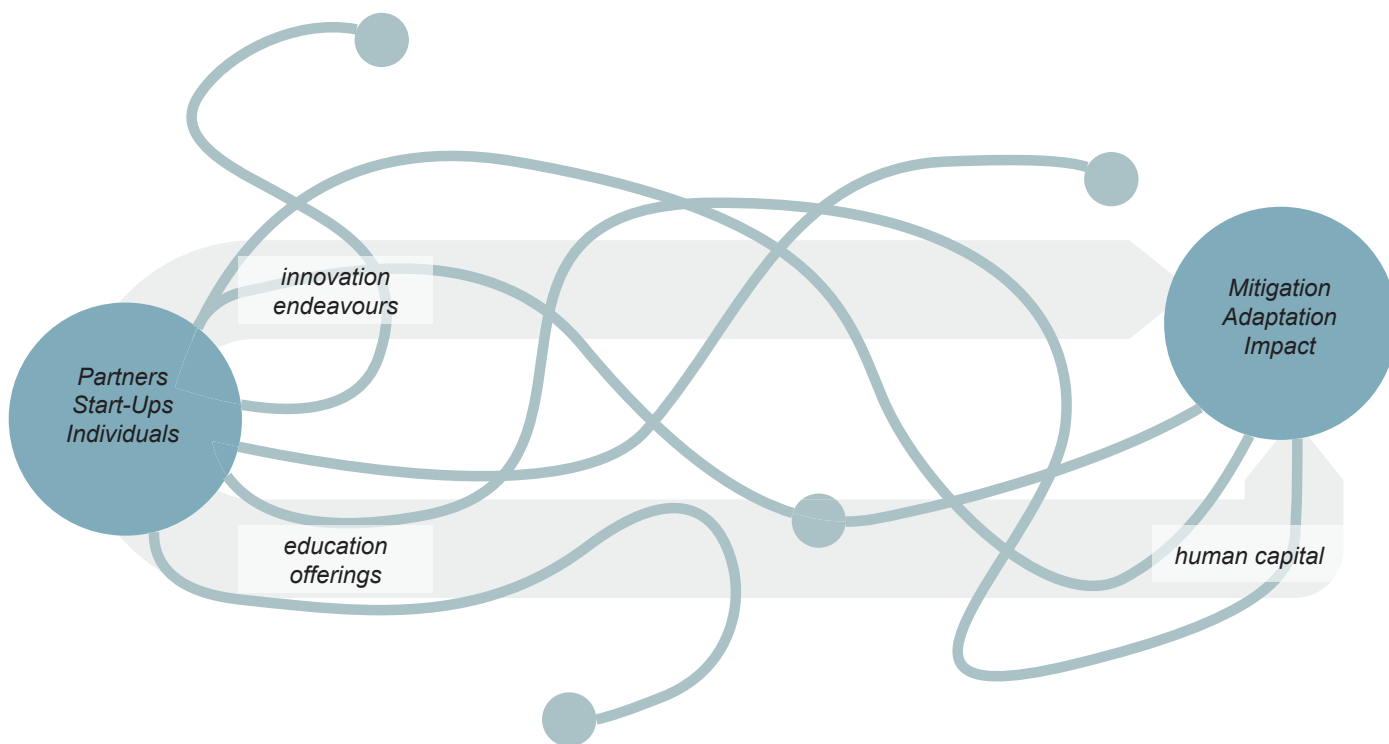 innovation
endeavours
Partners
Start-Ups
Individuals
Mitigation
Adaptation
Impact
education
offerings
human capital